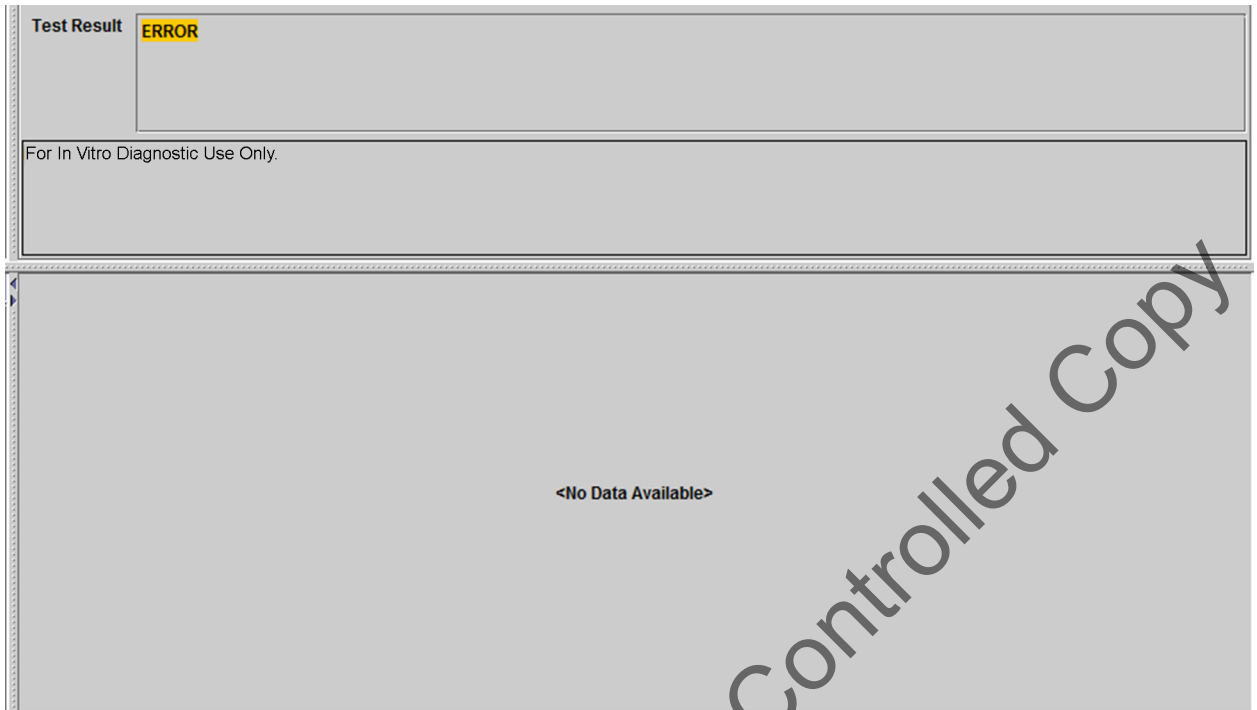 Test Result
ERROR
For In Vitro Diagnostic Use Only.
<No Data Available>
Controlled Copy